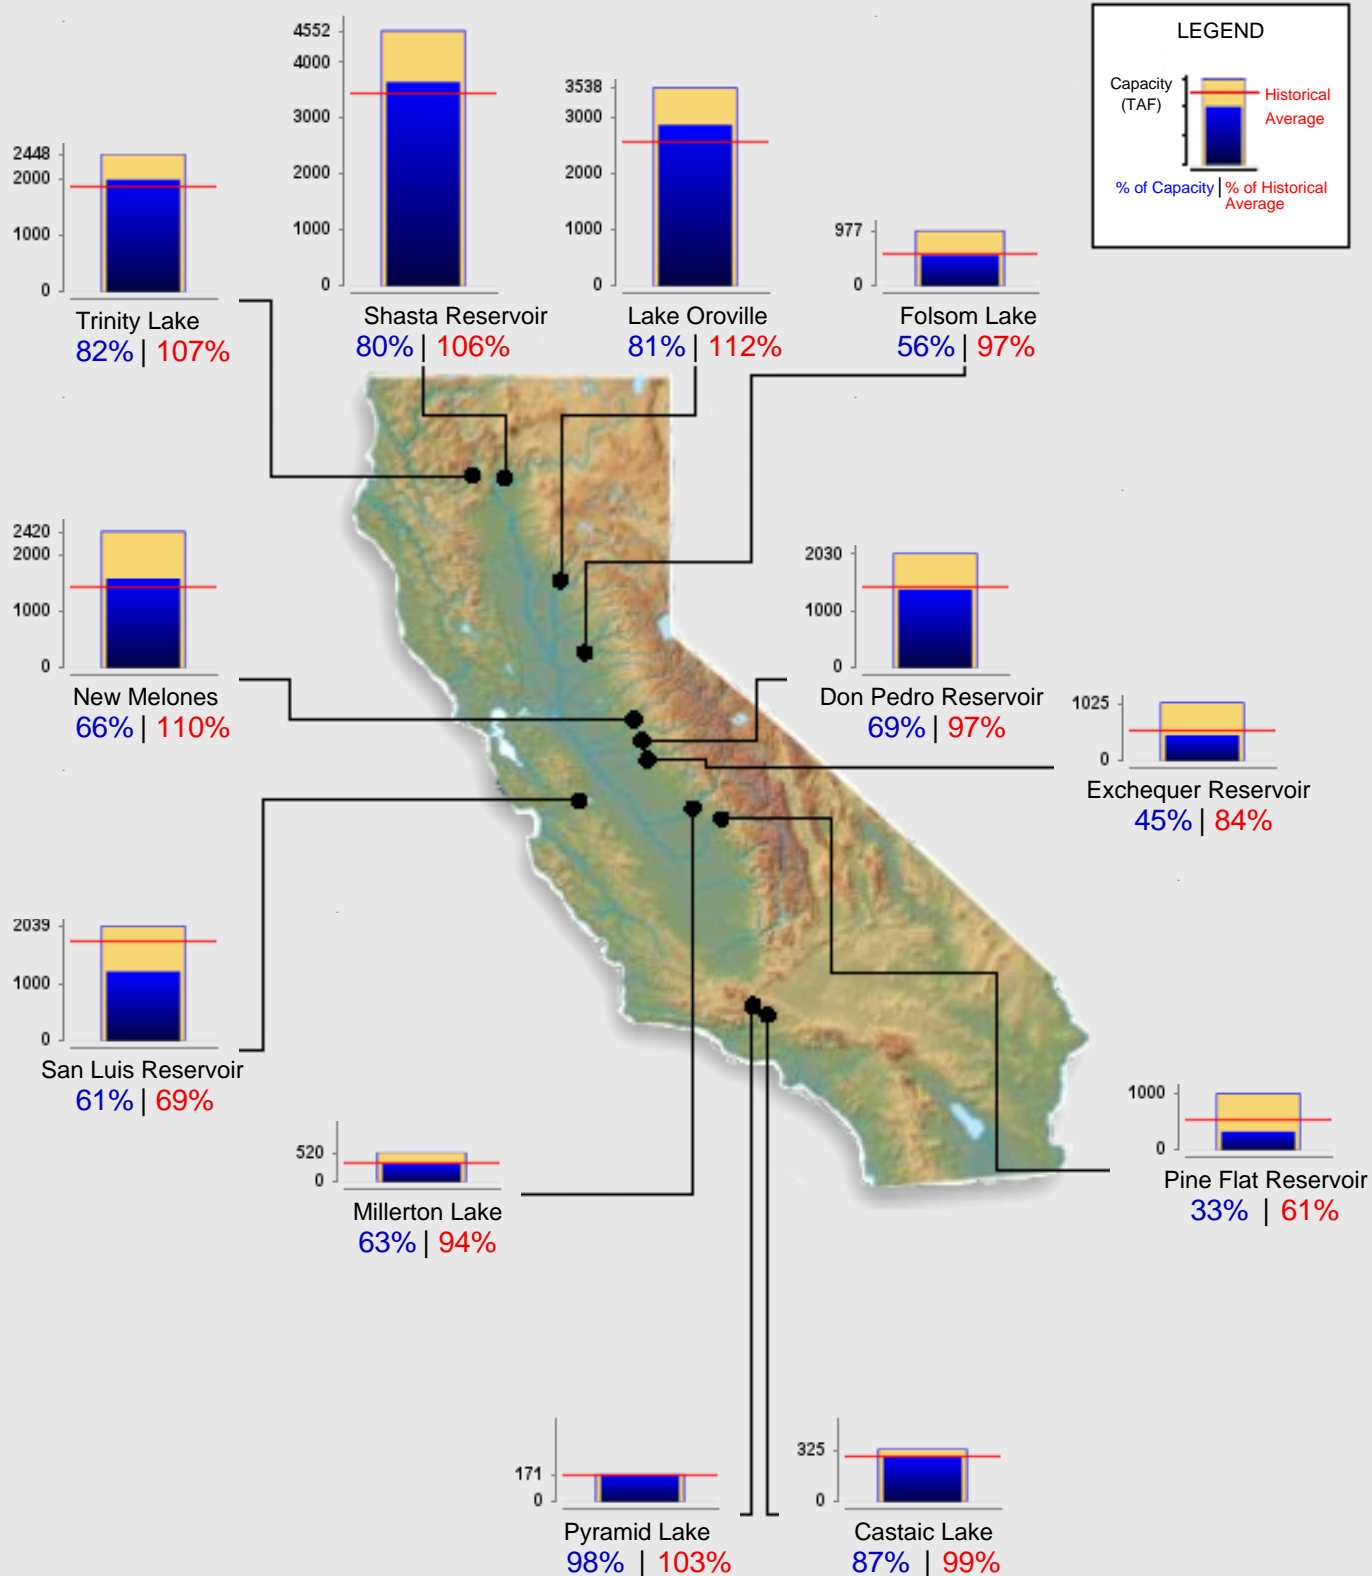 LEGEND
Capacity
(TAF)
Historical
Average
% of Capacity | % of Historical
Average
4552
4000
3000
2000
1000
0
Shasta Reservoir
80% | 106%
3538
3000
2000
1000
0
Lake Oroville
81% | 112%
2448
2000
1000
0
Trinity Lake
82% | 107%
977
0
Folsom Lake
56% | 97%
2420
2000
1000
0
New Melones
66% | 110%
2030
1000
0
Don Pedro Reservoir
69% | 97%
1025
0
Exchequer Reservoir
45% | 84%
2039
1000
0
San Luis Reservoir
61% | 69%
520
0
Millerton Lake
63% | 94%
1000
0
Pine Flat Reservoir
33% | 61%
171
0
Pyramid Lake
98% | 103%
325
0
Castaic Lake
87% | 99%